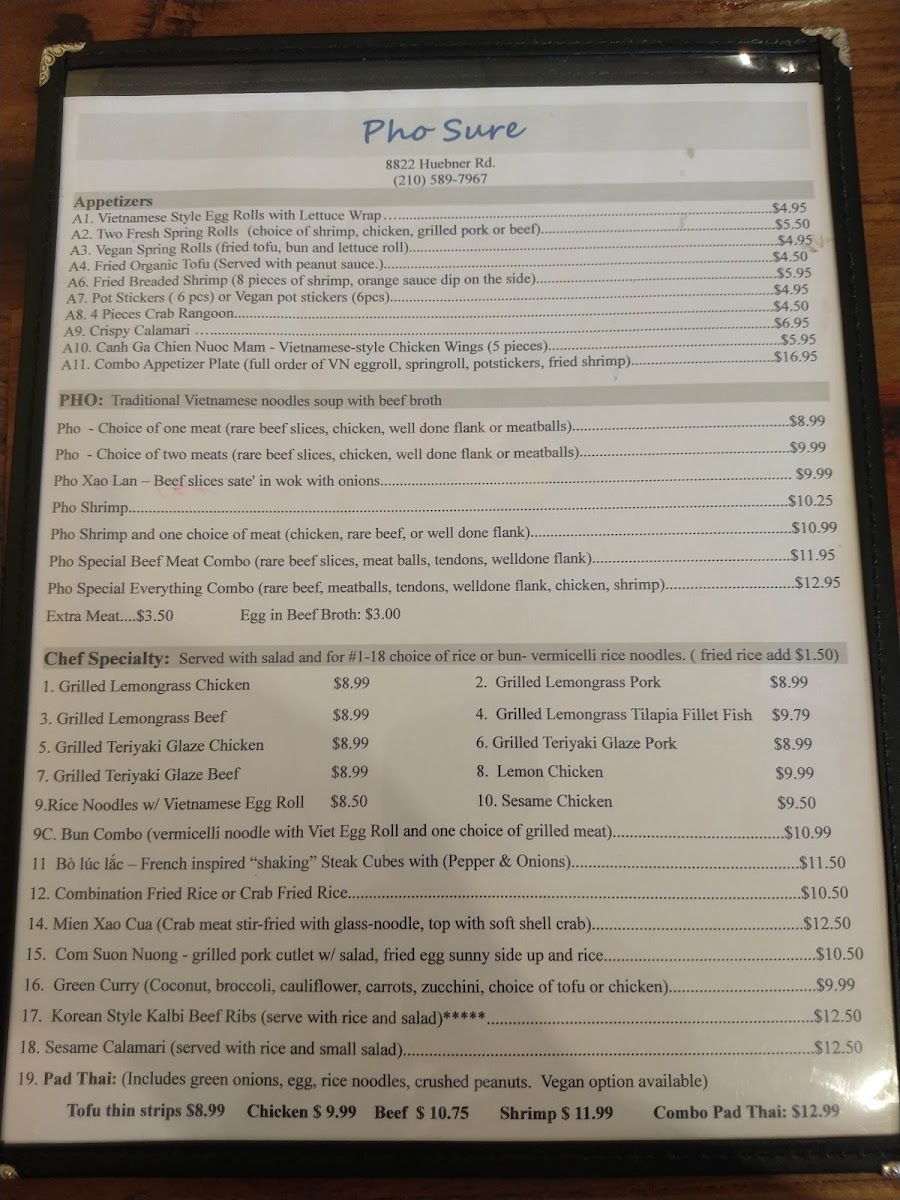 Pho Sure
8822 Huebner Rd.
(210) 589-7967
Appetizers
A1. Vietnamese Style Egg Rolls with Lettuce Wrap....$4.95
A2. Two Fresh Spring Rolls (choice of shrimp, chicken, grilled pork or beef)....$5.50
A3. Vegan Spring Rolls (fried tofu, bun and lettuce roll)....$4.95
A4. Fried Organic Tofu (Served with peanut sauce.)....$4.50
A6. Fried Breaded Shrimp (8 pieces of shrimp, orange sauce dip on the side)....$5.95
A7. Pot Stickers ( 6 pcs) or Vegan pot stickers (6pcs)....$4.95
A8. 4 Pieces Crab Rangoon....$4.50
A9. Crispy Calamari ....$6.95
A10. Canh Ga Chien Nuoc Mam - Vietnamese-style Chicken Wings (5 pieces)....$5.95
A11. Combo Appetizer Plate (full order of VN eggroll, springroll, potstickers, fried shrimp)....$16.95
PHO: Traditional Vietnamese noodles soup with beef broth
Pho - Choice of one meat (rare beef slices, chicken, well done flank or meatballs)....$8.99
Pho - Choice of two meats (rare beef slices, chicken, well done flank or meatballs)....$9.99
Pho Xao Lan – Beef slices sate' in wok with onions.... $9.99
Pho Shrimp....$10.25
Pho Shrimp and one choice of meat (chicken, rare beef, or well done flank)....$10.99
Pho Special Beef Meat Combo (rare beef slices, meat balls, tendons, welldone flank)....$11.95
Pho Special Everything Combo (rare beef, meatballs, tendons, welldone flank, chicken, shrimp)....$12.95
Extra Meat....$3.50 Egg in Beef Broth: $3.00
Chef Specialty: Served with salad and for #1-18 choice of rice or bun- vermicelli rice noodles. ( fried rice add $1.50)
1. Grilled Lemongrass Chicken $8.99 2. Grilled Lemongrass Pork $8.99
3. Grilled Lemongrass Beef $8.99 4. Grilled Lemongrass Tilapia Fillet Fish $9.79
5. Grilled Teriyaki Glaze Chicken $8.99 6. Grilled Teriyaki Glaze Pork $8.99
7. Grilled Teriyaki Glaze Beef $8.99 8. Lemon Chicken $9.99
9.Rice Noodles w/ Vietnamese Egg Roll $8.50 10. Sesame Chicken $9.50
9C. Bun Combo (vermicelli noodle with Viet Egg Roll and one choice of grilled meat)....$10.99
11 Bò lúc lắc – French inspired “shaking” Steak Cubes with (Pepper & Onions)....$11.50
12. Combination Fried Rice or Crab Fried Rice....$10.50
14. Mien Xao Cua (Crab meat stir-fried with glass-noodle, top with soft shell crab)....$12.50
15. Com Suon Nuong - grilled pork cutlet w/ salad, fried egg sunny side up and rice....$10.50
16. Green Curry (Coconut, broccoli, cauliflower, carrots, zucchini, choice of tofu or chicken)....$9.99
17. Korean Style Kalbi Beef Ribs (serve with rice and salad)*****....$12.50
18. Sesame Calamari (served with rice and small salad)....$12.50
19. Pad Thai: (Includes green onions, egg, rice noodles, crushed peanuts. Vegan option available)
Tofu thin strips $8.99 Chicken $ 9.99 Beef $ 10.75 Shrimp $ 11.99 Combo Pad Thai: $12.99